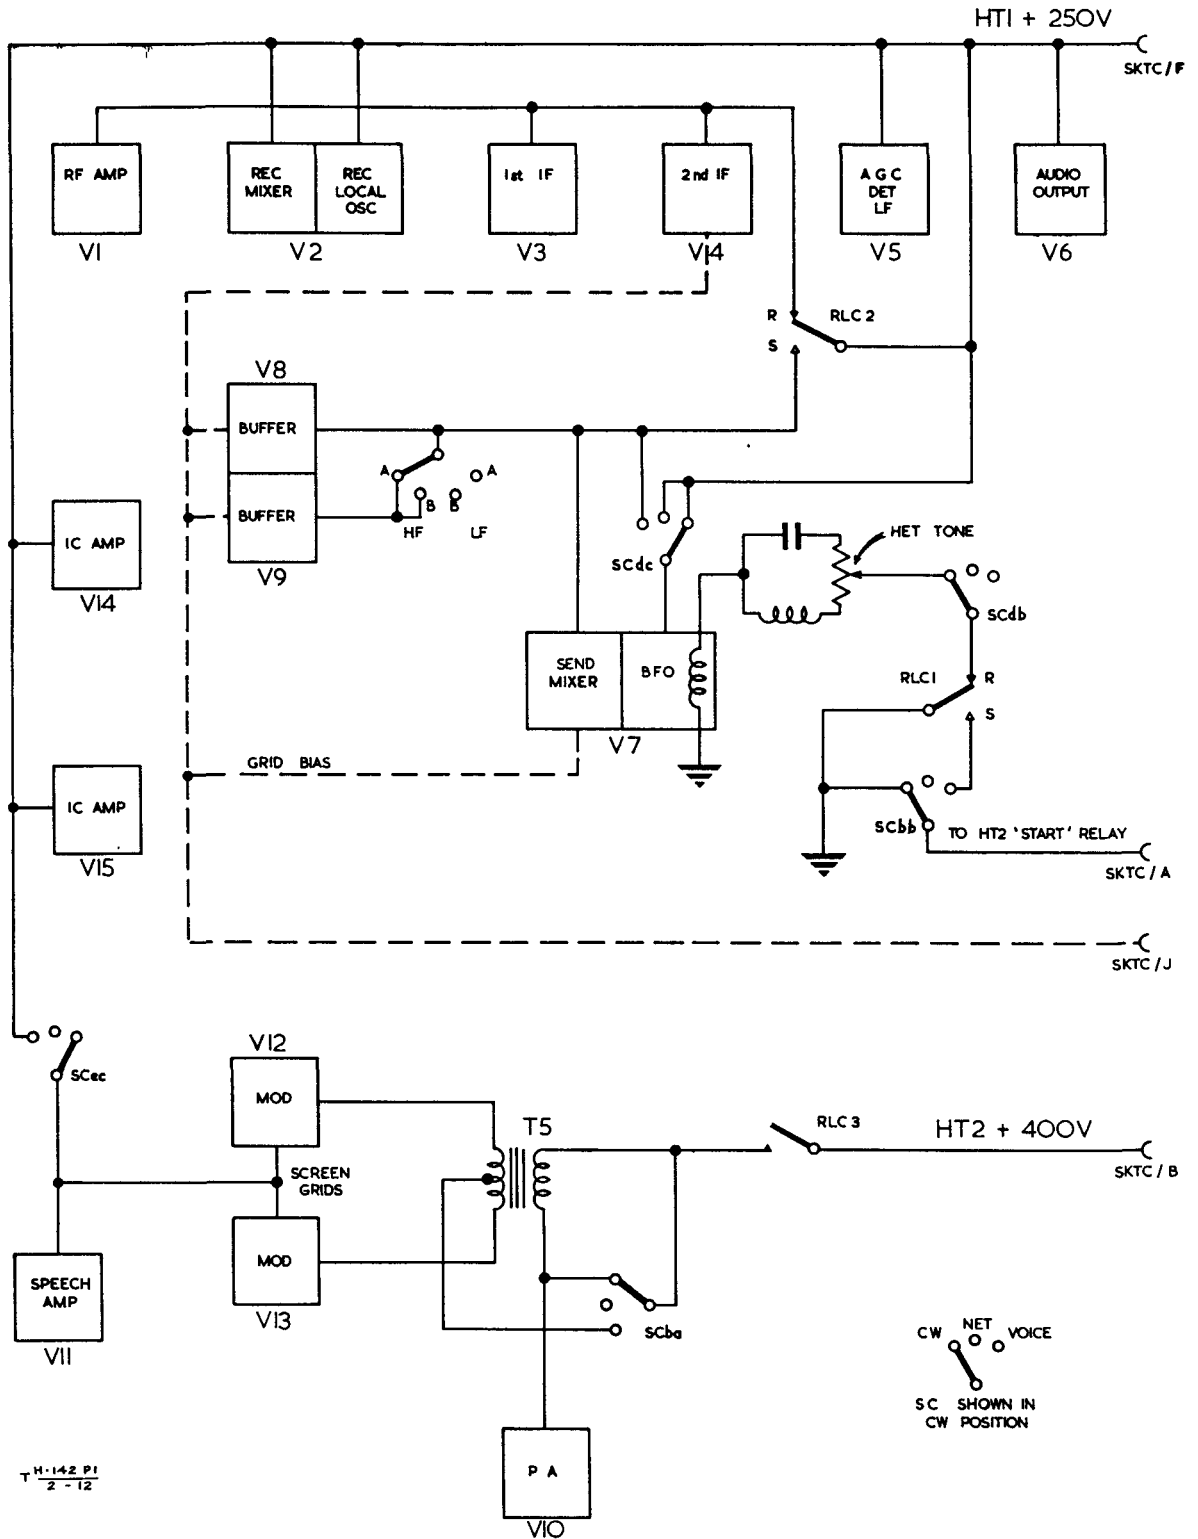 HT1 + 250V
SKTC/F
RF AMP
V1
REC
MIXER
REC
LOCAL
OSC
V2
1st IF
V3
2nd IF
V14
A G C
DET
LF
V5
AUDIO
OUTPUT
V6
R
S
RLC 2
V8
BUFFER
BUFFER
V9
A
B
B
A
HF
LF
IC AMP
V14
SCdc
HET TONE
SCdb
SEND
MIXER
BFO
V7
RLC1
R
S
GRID BIAS
IC AMP
V15
SCbb
TO HT2 'START' RELAY
SKTC/A
SKTC/J
SCec
V12
MOD
SCREEN
GRIDS
MOD
V13
T5
RLC 3
HT2 + 400V
SKTC/B
SPEECH
AMP
V11
SCba
CW
NET
VOICE
SC SHOWN IN
CW POSITION
P A
V10
T H-142 P1
2 - 12